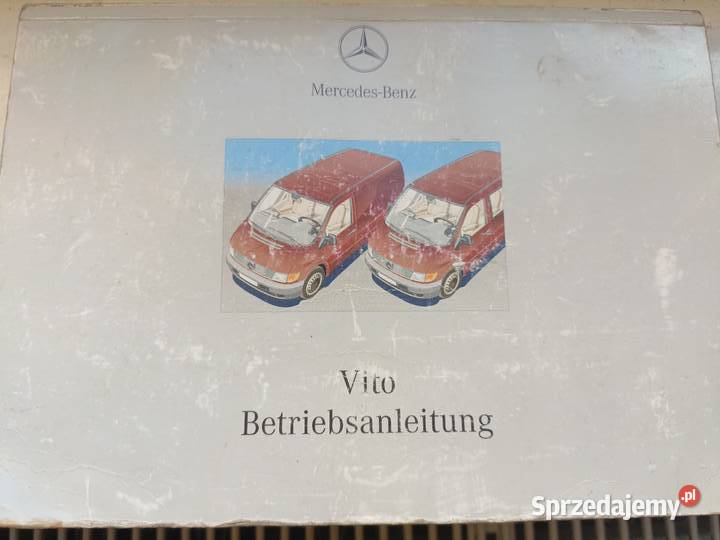 Mercedes-Benz
Vito
Betriebsanleitung
Sprzedajemy.pl